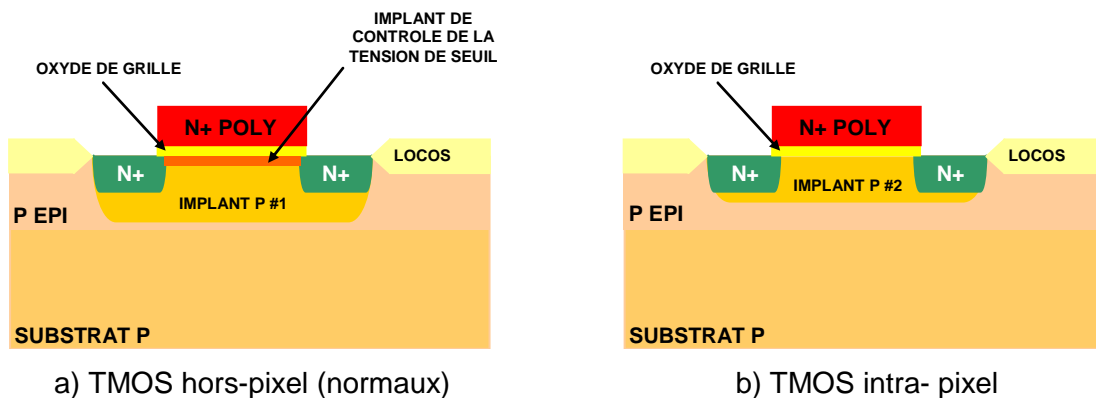 IMPLANT DE
CONTROLE DE LA
TENSION DE SEUIL
OXYDE DE GRILLE
N+ POLY
LOCOS
N+
N+
IMPLANT P #1
P EPI
SUBSTRAT P
a) TMOS hors-pixel (normaux)
OXYDE DE GRILLE
N+ POLY
LOCOS
N+
N+
IMPLANT P #2
P EPI
SUBSTRAT P
b) TMOS intra- pixel